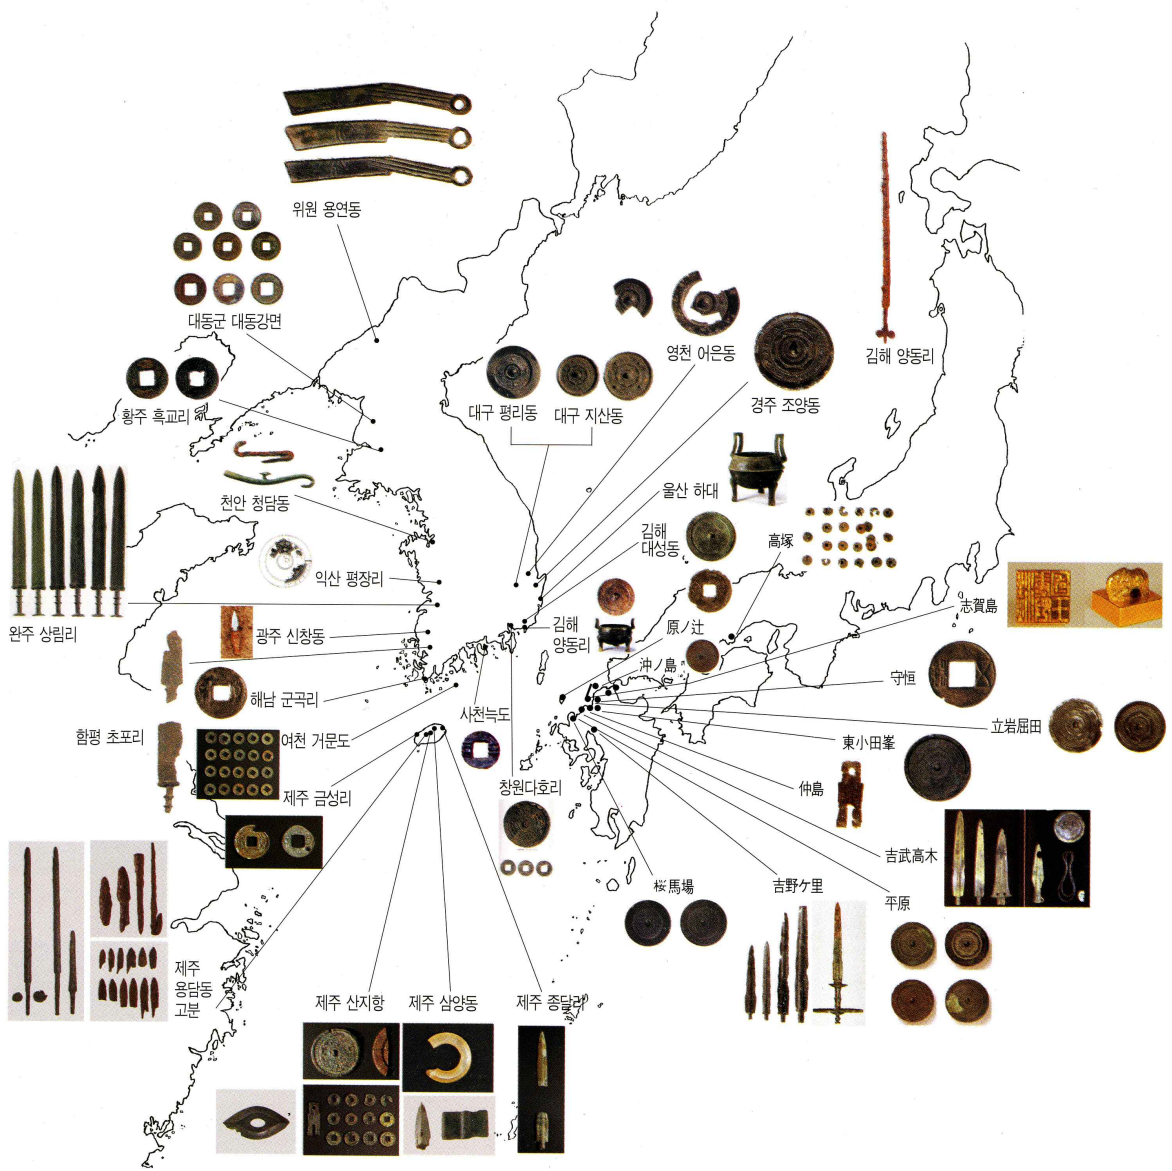 위원 용연동
대동군 대동강면
황주 흑교리
천안 청담동
익산 평장리
완주 상림리
광주 신창동
해남 군곡리
함평 초포리
여천 거문도
제주 금성리
사천늑도
창원다호리
제주
용담동
고분
제주 산지항
제주 삼양동
제주 종달리
대구 평리동
대구 지산동
영천 어은동
경주 조양동
김해 양동리
울산 하대
김해
대성동
김해
양동리
高塚
原ノ辻
沖ノ島
志賀島
守恒
立岩屈田
東小田峯
仲島
吉武高木
平原
吉野ケ里
桜馬場